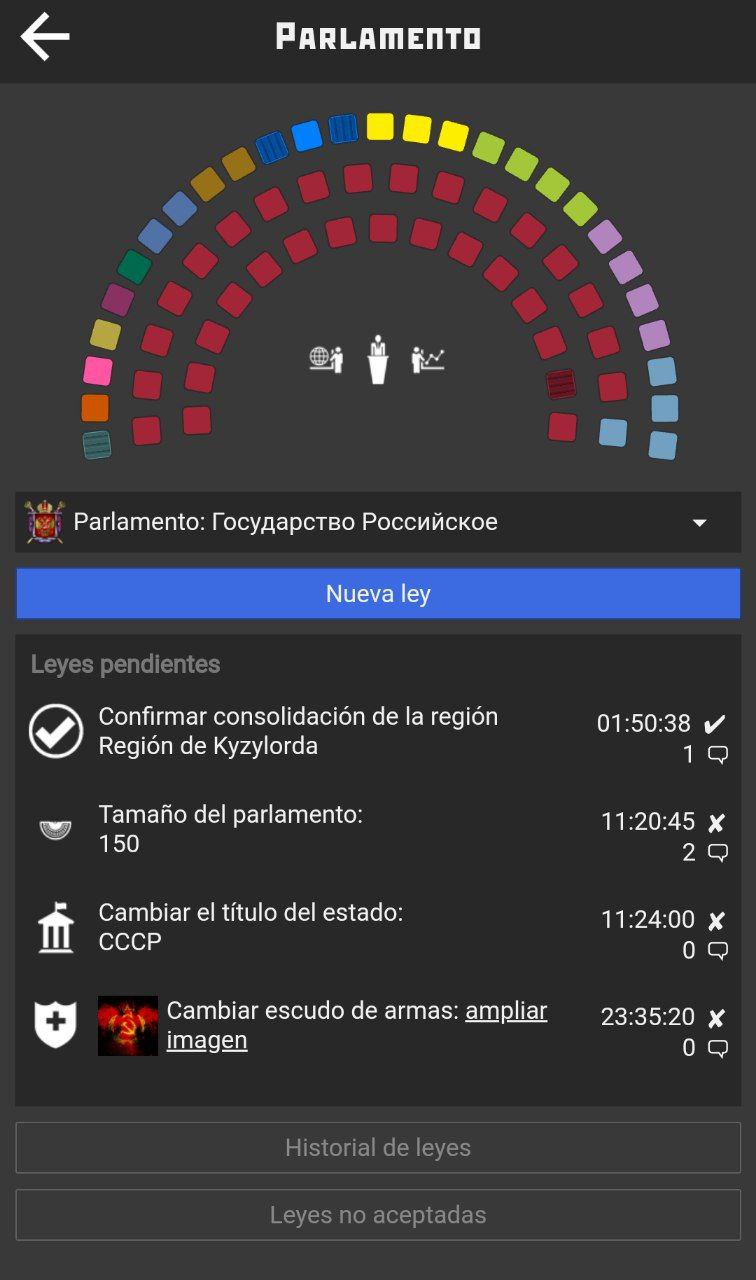 PARLAMENTO
Parlamento: Государство Российское
Nueva ley
Leyes pendientes
Confirmar consolidación de la región
Región de Kyzylorda
01:50:38
1
Tamaño del parlamento:
150
11:20:45
2
Cambiar el título del estado:
СССР
11:24:00
0
Cambiar escudo de armas: ampliar
imagen
23:35:20
0
Historial de leyes
Leyes no aceptadas